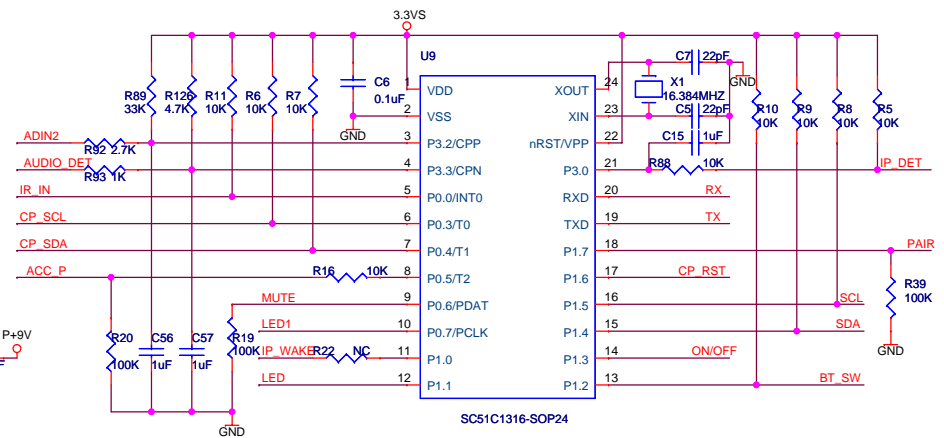 3.3VS
U9
C7 22pF
GND
C6
0.1uF
GND
R89
33K
R126
4.7K
R11
10K
R6
10K
R7
10K
X1
16.384MHZ
C5 22pF
C15 1uF
R10
10K
R9
10K
R8
10K
R5
10K
1 VDD XOUT 24
2 VSS XIN 23
ADIN2 R92 2.7K 3 P3.2/CPP nRST/VPP 22
AUDIO_DET R93 1K 4 P3.3/CPN P3.0 21 R88 10K IP_DET
IR_IN 5 P0.0/INT0 RXD 20 RX
CP_SCL 6 P0.3/T0 TXD 19 TX
CP_SDA 7 P0.4/T1 P1.7 18 PAIR
ACC_P R16 10K 8 P0.5/T2 P1.6 17 CP_RST
MUTE 9 P0.6/PDAT P1.5 16 SCL
LED1 10 P0.7/PCLK P1.4 15 SDA
IP_WAKE R22 NC 11 P1.0 P1.3 14 ON/OFF
LED 12 P1.1 P1.2 13 BT_SW
R39
100K
GND
P+9V
F
R20
100K
C56
1uF
C57
1uF
R19
100K
GND
SC51C1316-SOP24